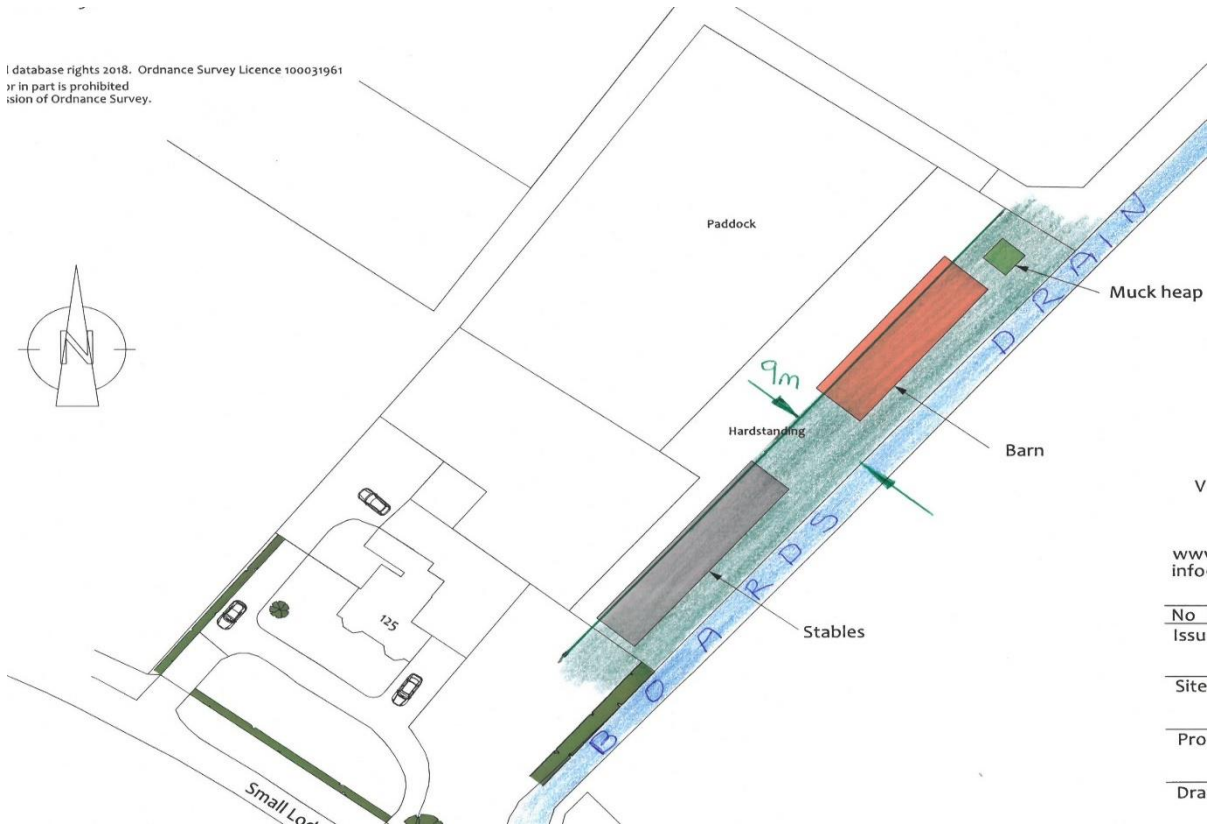 l database rights 2018. Ordnance Survey Licence 100031961
or in part is prohibited
ssion of Ordnance Survey.
Paddock
N
Muck heap
9m
Hardstanding
Barn
BOARDS DRAIN
125
Stables
Small Lod
V
www
info
No
Issu
Site
Pro
Dra